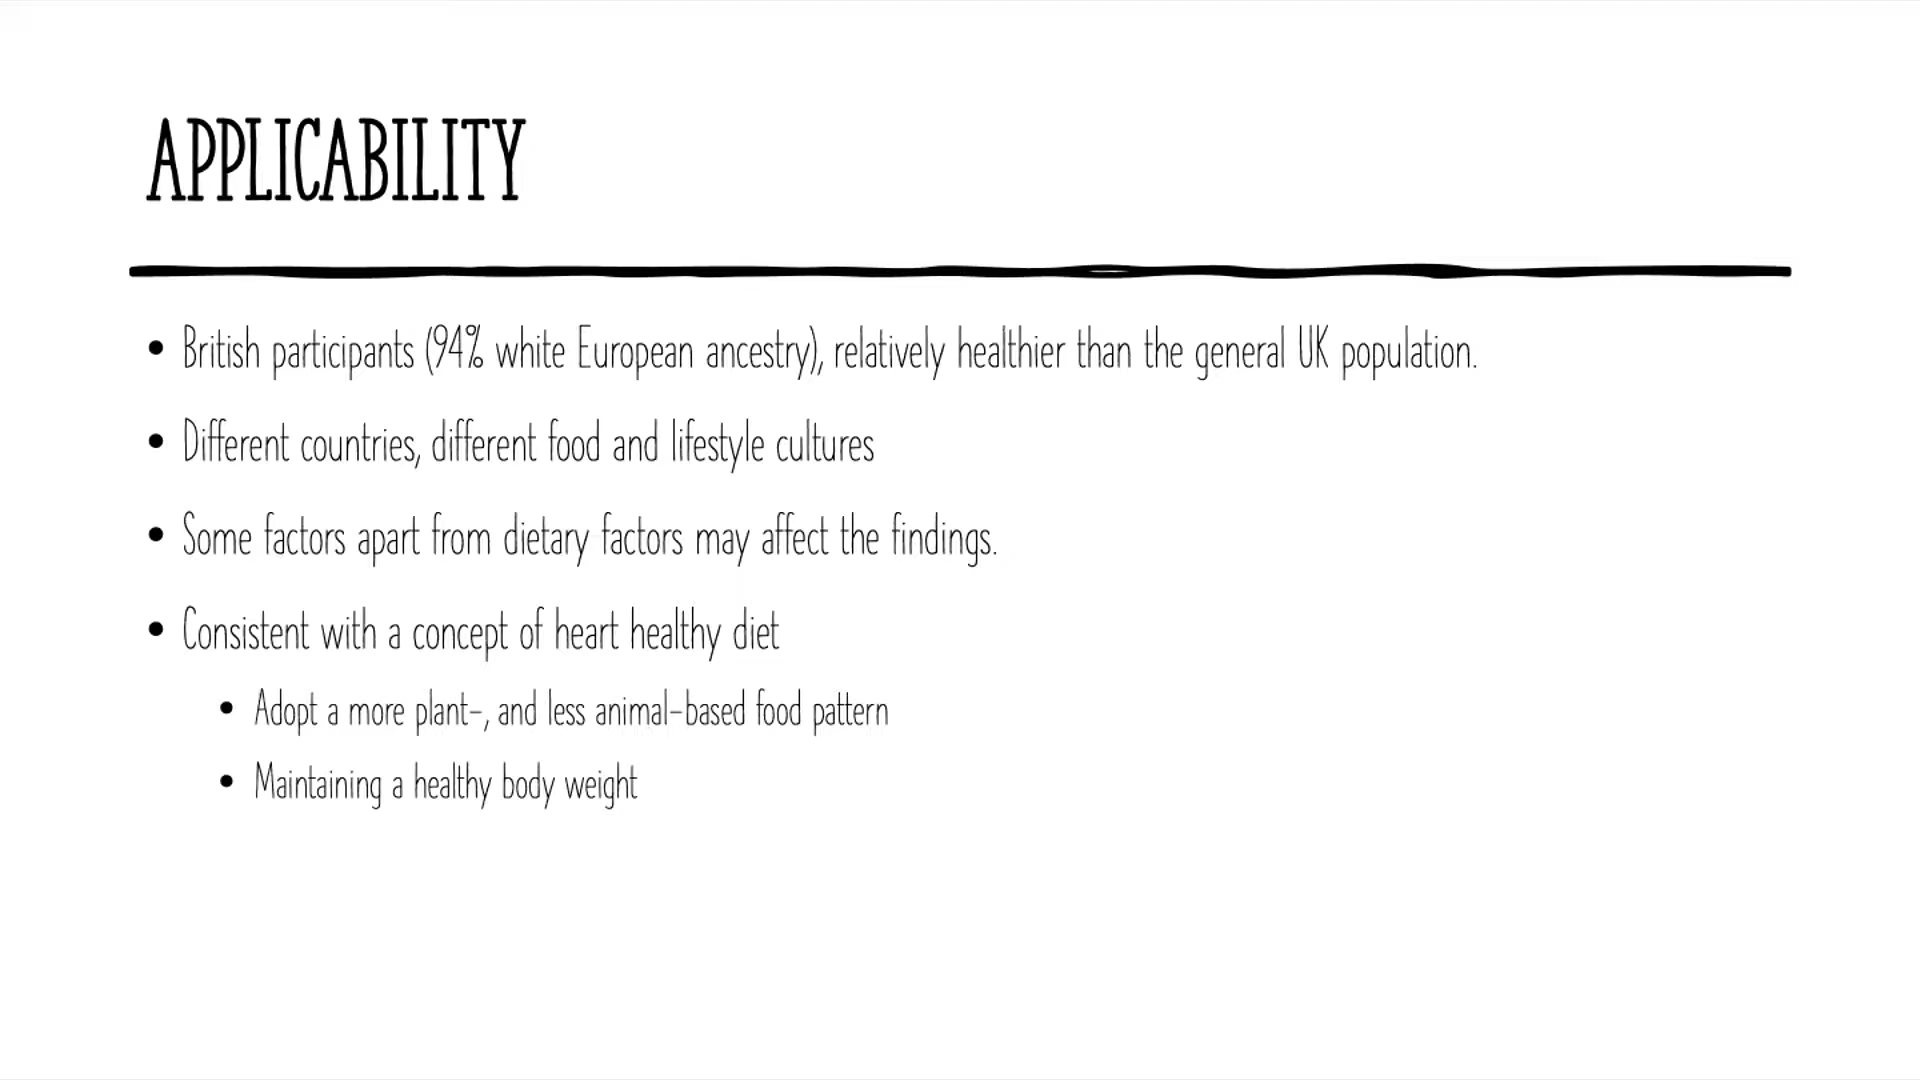 APPLICABILITY
• British participants (94% white European ancestry), relatively healthier than the general UK population.
• Different countries, different food and lifestyle cultures
• Some factors apart from dietary factors may affect the findings.
• Consistent with a concept of heart healthy diet
• Adopt a more plant-, and less animal-based food pattern
• Maintaining a healthy body weight